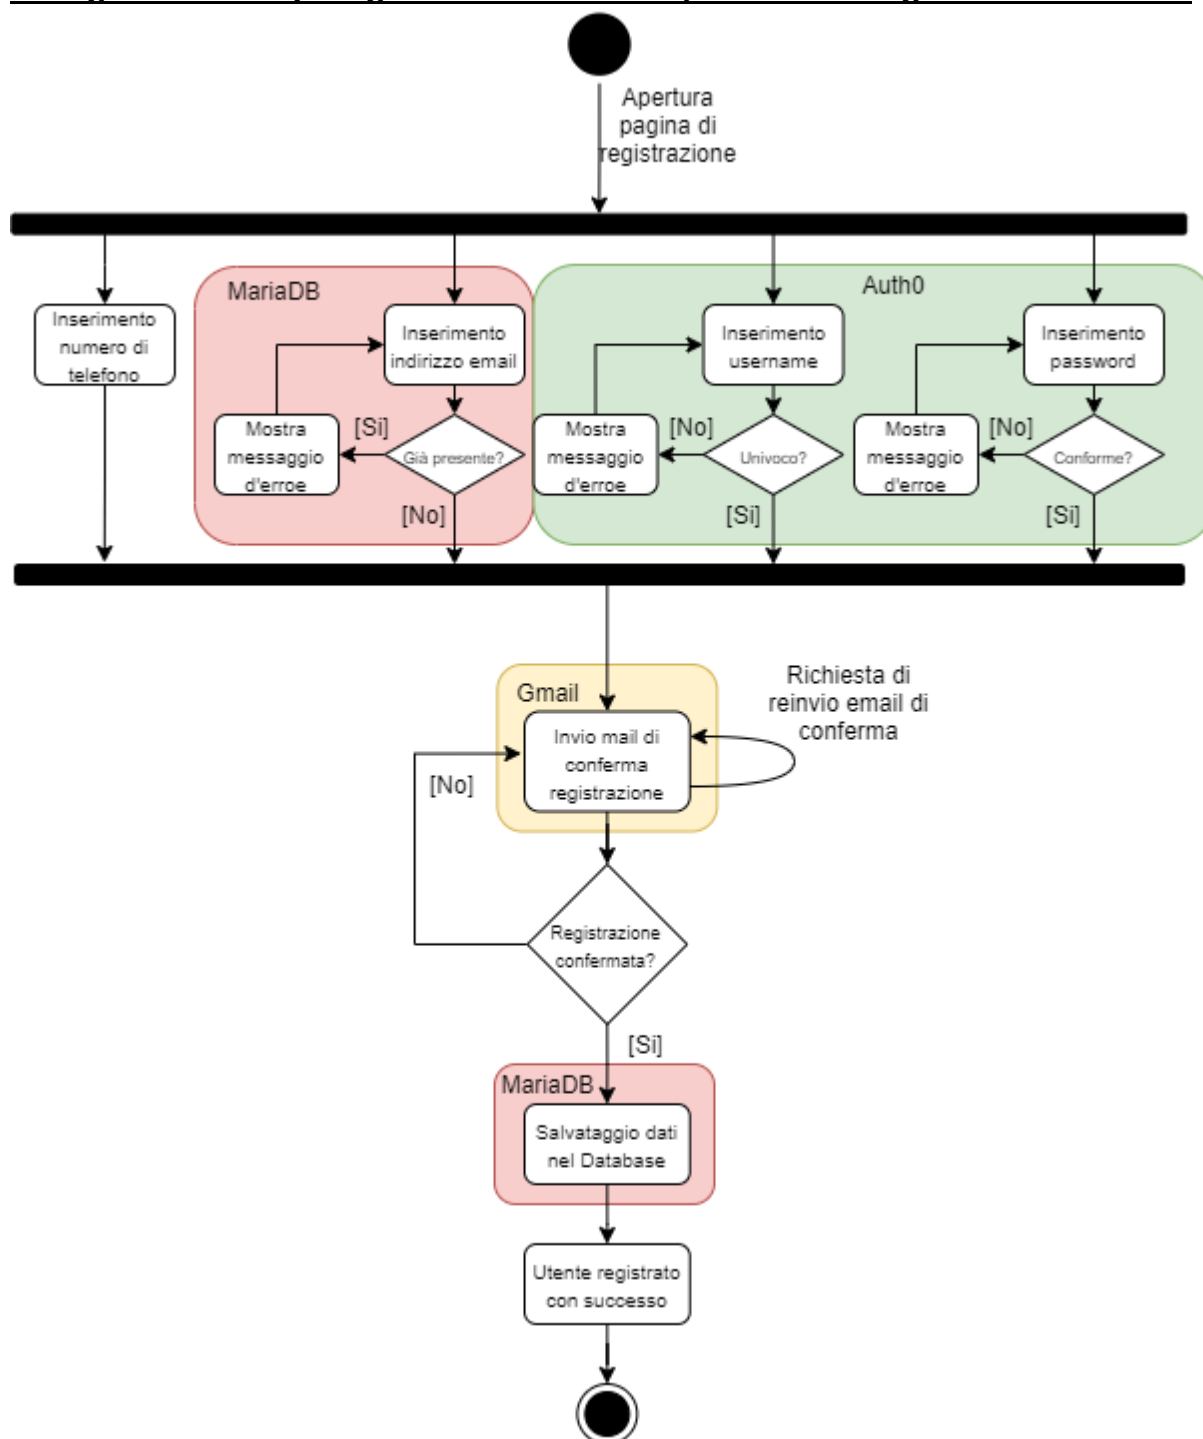 Apertura
pagina di
registrazione
MariaDB
Auth0
Inserimento
numero di
telefono
Inserimento
indirizzo email
Inserimento
username
Inserimento
password
Mostra
messaggio
d'erroe
[Si]
Già presente?
[No]
Mostra
messaggio
d'erroe
[No]
Univoco?
[Si]
Mostra
messaggio
d'erroe
[No]
Conforme?
[Si]
Gmail
Invio mail di
conferma
registrazione
Richiesta di
reinvio email di
conferma
[No]
Registrazione
confermata?
[Si]
MariaDB
Salvataggio dati
nel Database
Utente registrato
con successo